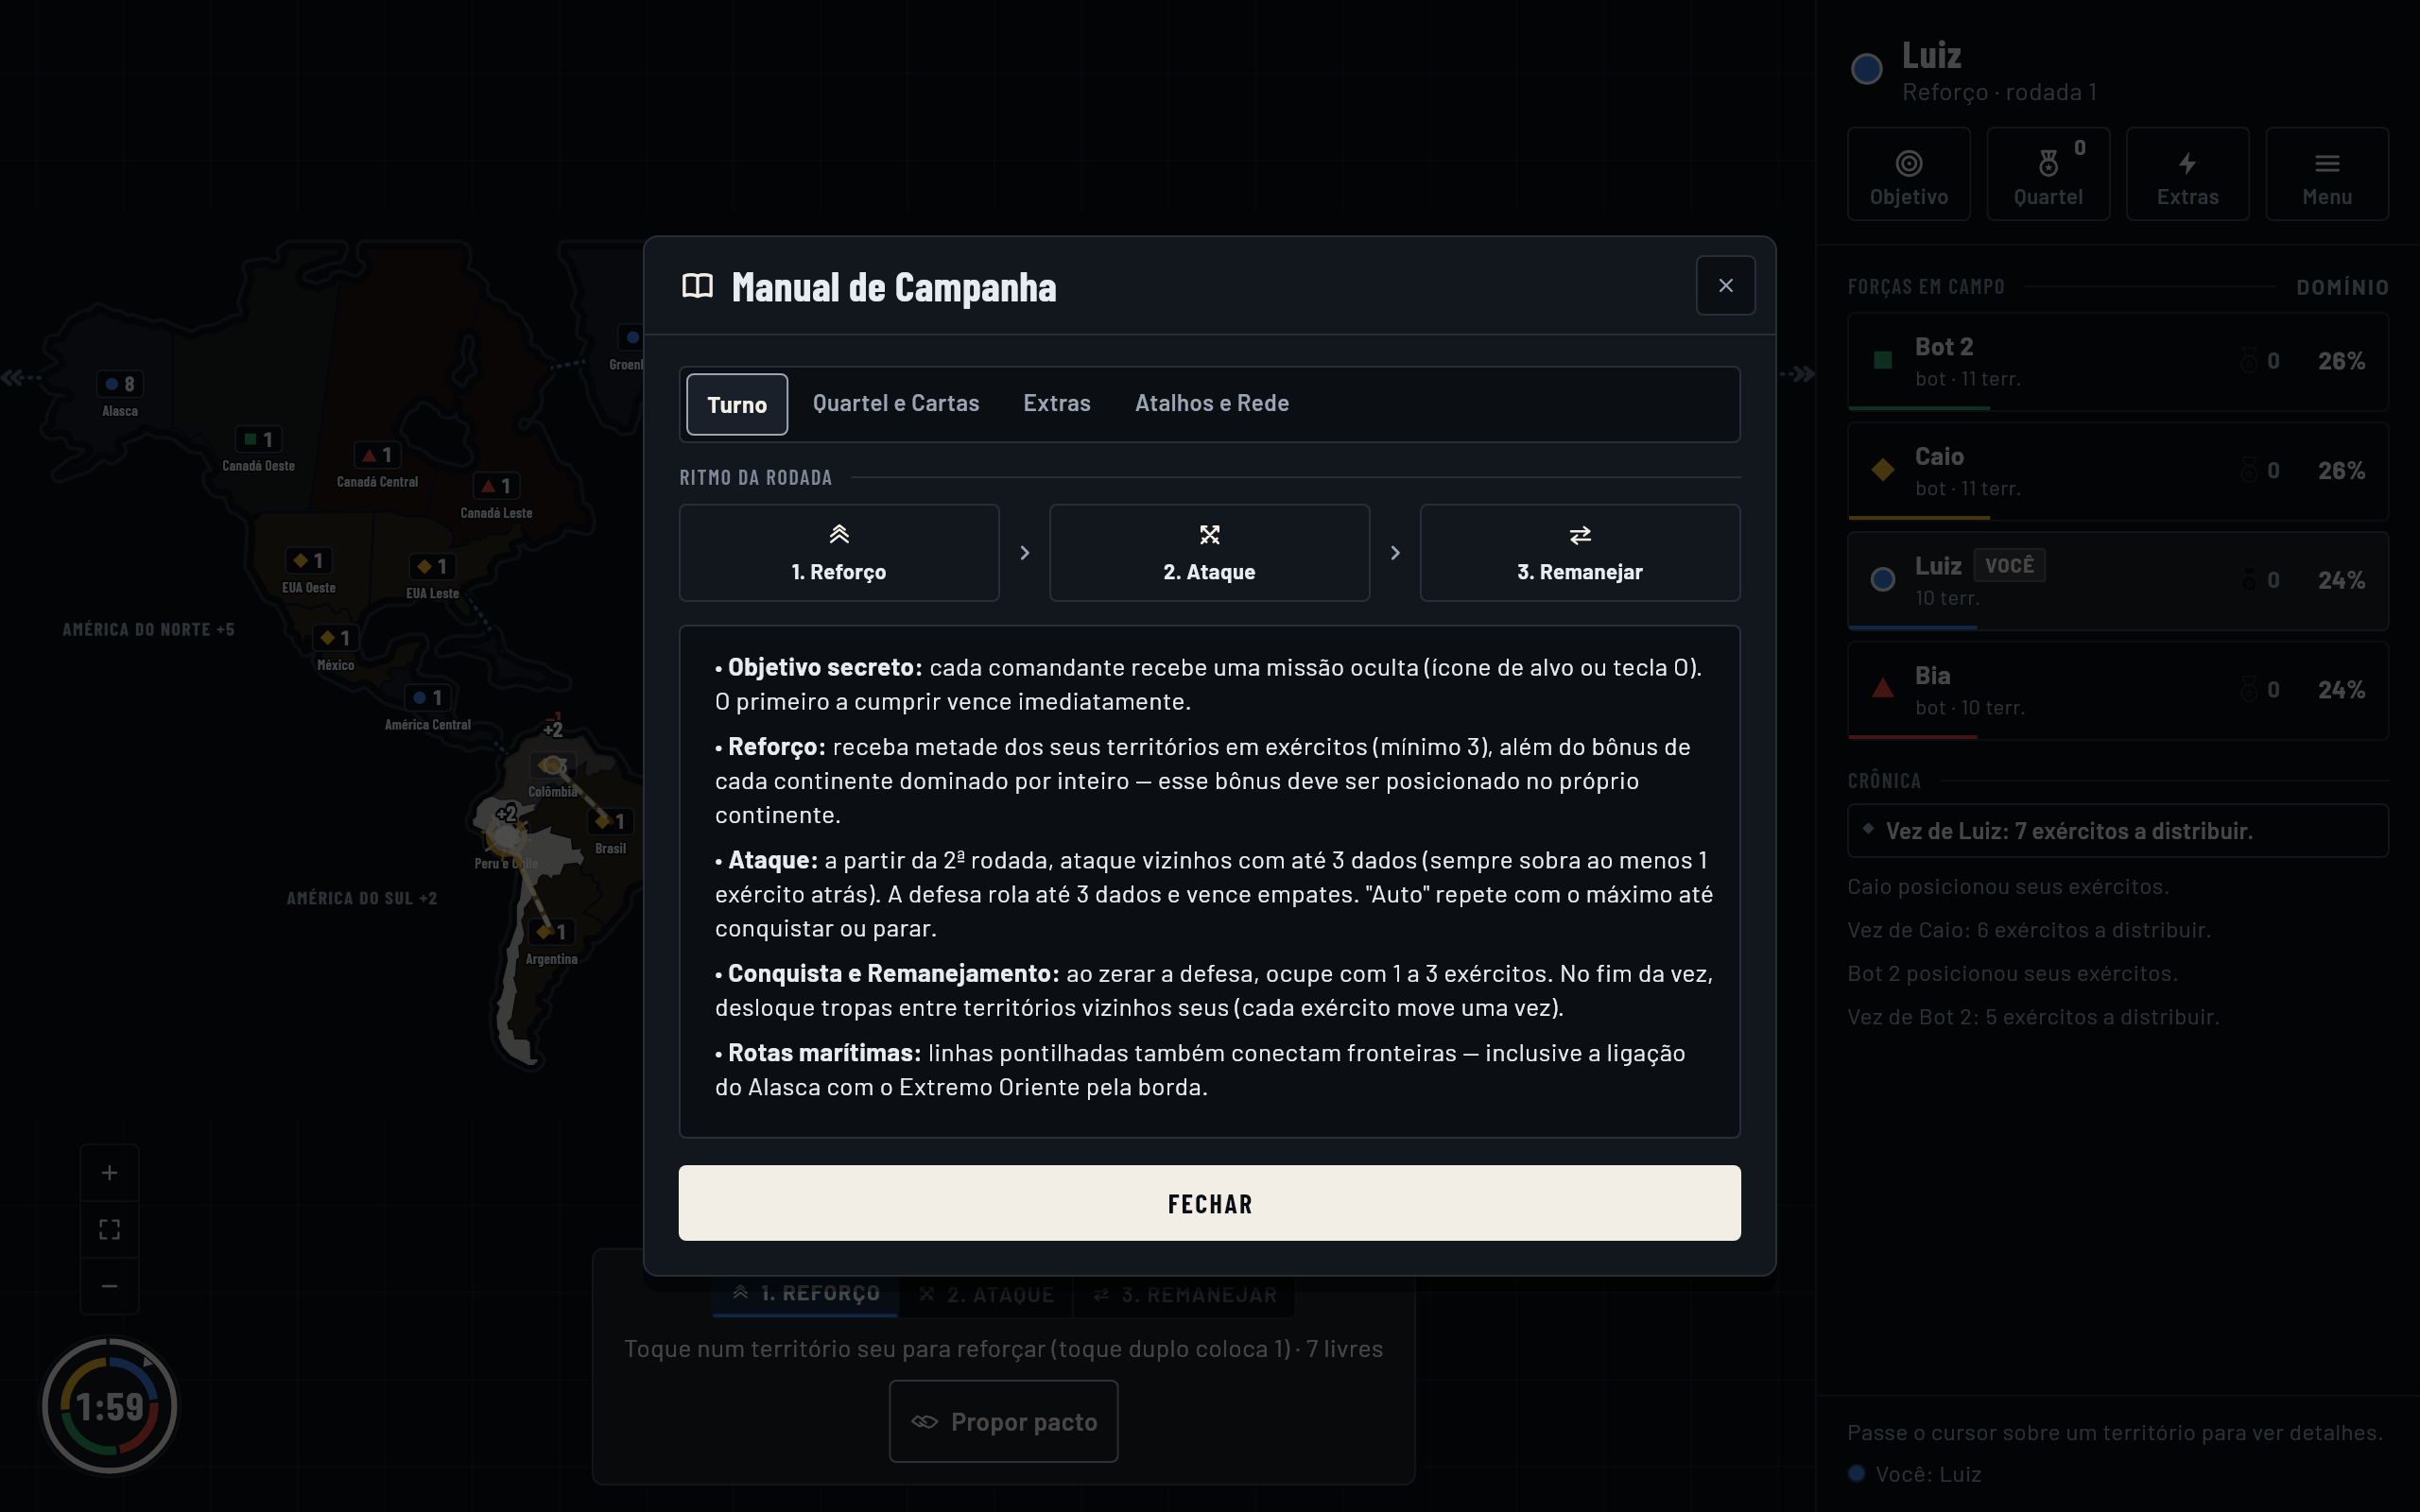 Luiz
Reforço · rodada 1
Objetivo
0
Quartel
Extras
Menu
FORÇAS EM CAMPO
DOMÍNIO
Bot 2
bot · 11 terr.
0
26%
Caio
bot · 11 terr.
0
26%
Luiz VOCÊ
10 terr.
0
24%
Bia
bot · 10 terr.
0
24%
CRÔNICA
Vez de Luiz: 7 exércitos a distribuir.
Caio posicionou seus exércitos.
Vez de Caio: 6 exércitos a distribuir.
Bot 2 posicionou seus exércitos.
Vez de Bot 2: 5 exércitos a distribuir.
Passe o cursor sobre um território para ver detalhes.
Você: Luiz
Manual de Campanha
Turno
Quartel e Cartas
Extras
Atalhos e Rede
RITMO DA RODADA
1. Reforço
2. Ataque
3. Remanejar
• Objetivo secreto: cada comandante recebe uma missão oculta (ícone de alvo ou tecla O).
O primeiro a cumprir vence imediatamente.
• Reforço: receba metade dos seus territórios em exércitos (mínimo 3), além do bônus de
cada continente dominado por inteiro — esse bônus deve ser posicionado no próprio
continente.
• Ataque: a partir da 2ª rodada, ataque vizinhos com até 3 dados (sempre sobra ao menos 1
exército atrás). A defesa rola até 3 dados e vence empates. "Auto" repete com o máximo até
conquistar ou parar.
• Conquista e Remanejamento: ao zerar a defesa, ocupe com 1 a 3 exércitos. No fim da vez,
desloque tropas entre territórios vizinhos seus (cada exército move uma vez).
• Rotas marítimas: linhas pontilhadas também conectam fronteiras — inclusive a ligação
do Alasca com o Extremo Oriente pela borda.
FECHAR
8
Alasca
1
Canadá Oeste
1
Canadá Central
1
Canadá Leste
1
EUA Oeste
1
EUA Leste
AMÉRICA DO NORTE +5
1
México
1
América Central
-1
+2
3
Colômbia
+2
1
Brasil
Peru e Chile
AMÉRICA DO SUL +2
1
Argentina
1:59
1. REFORÇO
2. ATAQUE
3. REMANEJAR
Toque num território seu para reforçar (toque duplo coloca 1) · 7 livres
Propor pacto